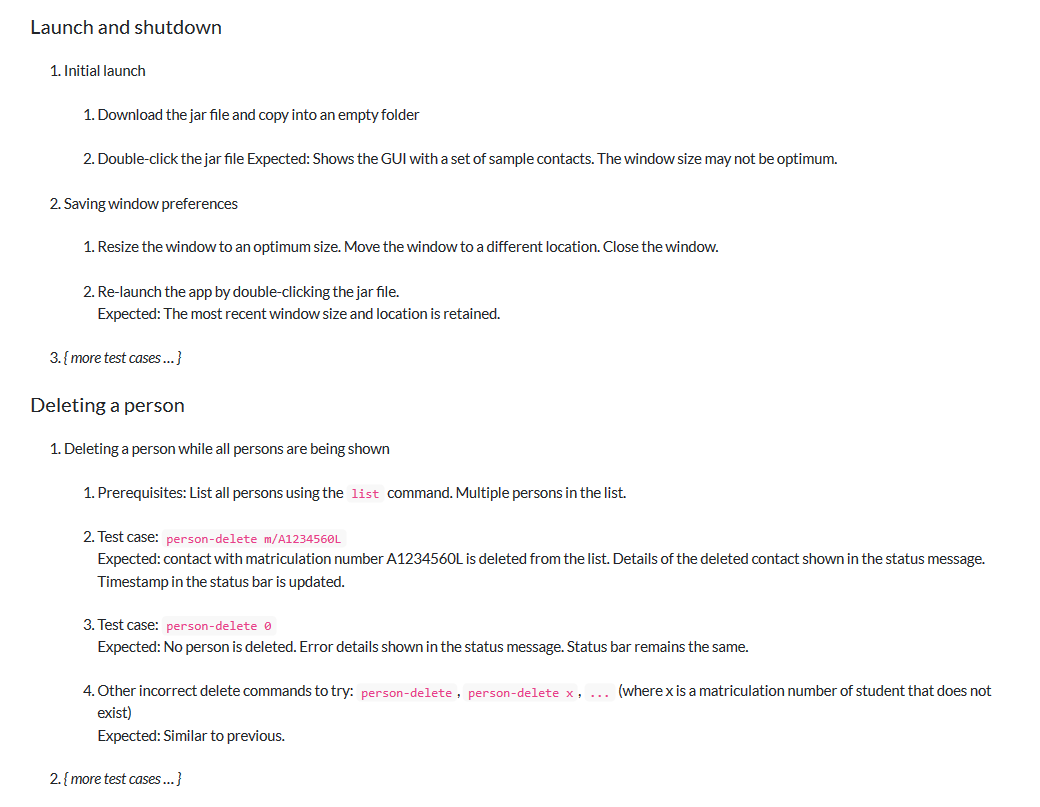 Launch and shutdown
1. Initial launch
1. Download the jar file and copy into an empty folder
2. Double-click the jar file Expected: Shows the GUI with a set of sample contacts. The window size may not be optimum.
2. Saving window preferences
1. Resize the window to an optimum size. Move the window to a different location. Close the window.
2. Re-launch the app by double-clicking the jar file.
Expected: The most recent window size and location is retained.
3. { more test cases … }
Deleting a person
1. Deleting a person while all persons are being shown
1. Prerequisites: List all persons using the list command. Multiple persons in the list.
2. Test case: person-delete m/A1234560L
Expected: contact with matriculation number A1234560L is deleted from the list. Details of the deleted contact shown in the status message.
Timestamp in the status bar is updated.
3. Test case: person-delete 0
Expected: No person is deleted. Error details shown in the status message. Status bar remains the same.
4. Other incorrect delete commands to try: person-delete, person-delete x, ... (where x is a matriculation number of student that does not
exist)
Expected: Similar to previous.
2. { more test cases … }